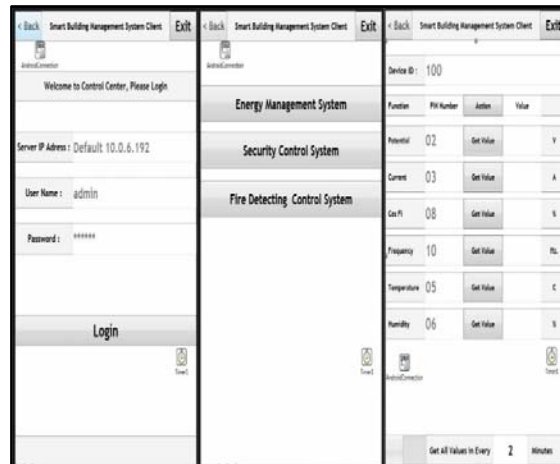 < Back Smart Building Management System Client Exit
AndroidConnection
Welcome to Control Center, Please Login
Server IP Adress : Default 10.0.6.192
User Name : admin
Password : ******
Login
Timer1
< Back Smart Building Management System Client Exit
AndroidConnection
Energy Management System
Security Control System
Fire Detecting Control System
Timer1
< Back Smart Building Management System Client Exit
Device ID : 100
Function PIN Number Action Value
Potential 02 Get Value V
Current 03 Get Value A
Cos Fi 08 Get Value %
Frequency 10 Get Value Hz.
Temperature 05 Get Value C
Humidity 06 Get Value %
AndroidConnection
Timer1
Get All Values in Every 2 Minutes